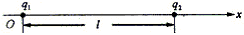 q₁ q₂
O l x